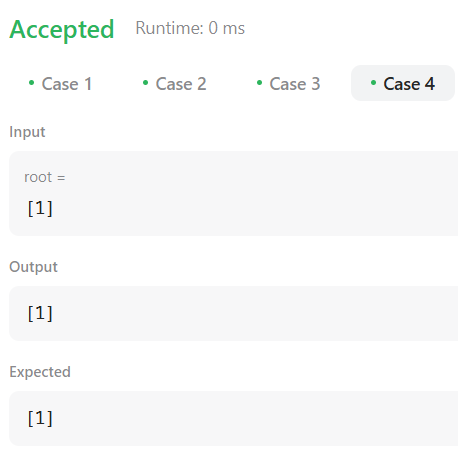 Accepted Runtime: 0 ms
• Case 1 • Case 2 • Case 3 • Case 4
Input
root =
[1]
Output
[1]
Expected
[1]